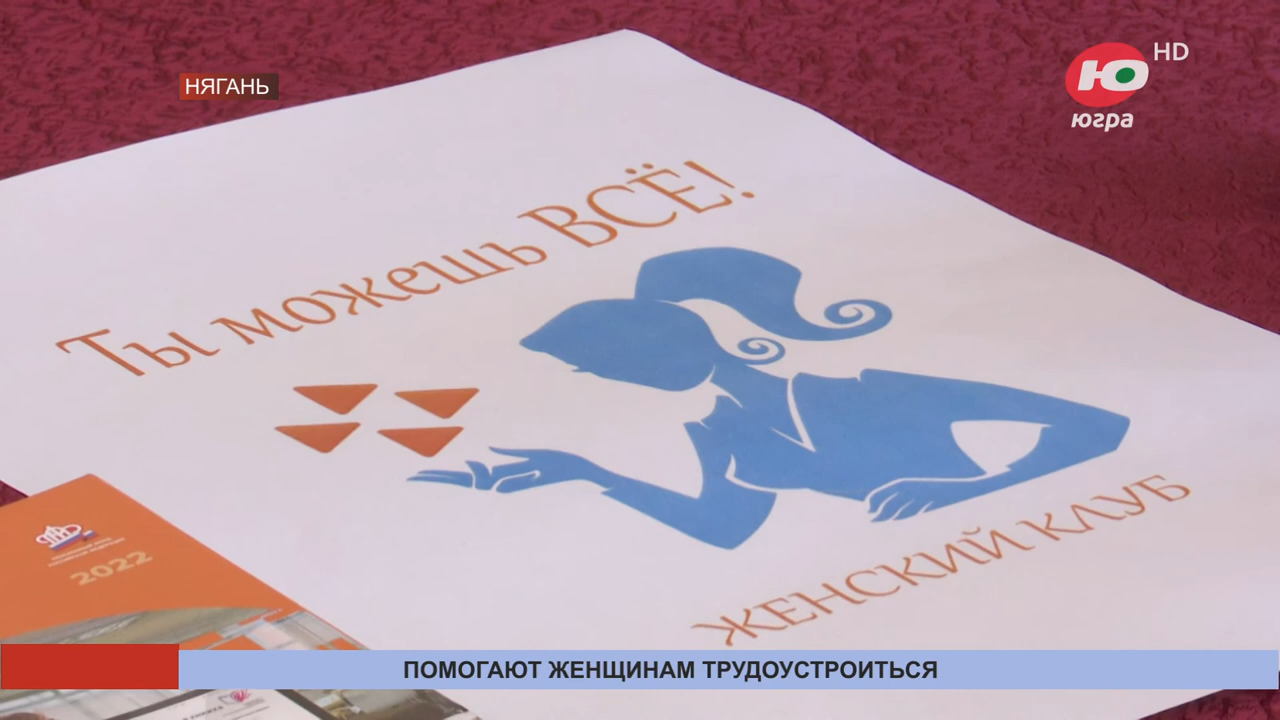 НЯГАНЬ
Ю HD
югра
Ты можешь ВСЁ!
2022
ЖЕНСКИЙ КЛУБ
ПОМОГАЮТ ЖЕНЩИНАМ ТРУДОУСТРОИТЬСЯ